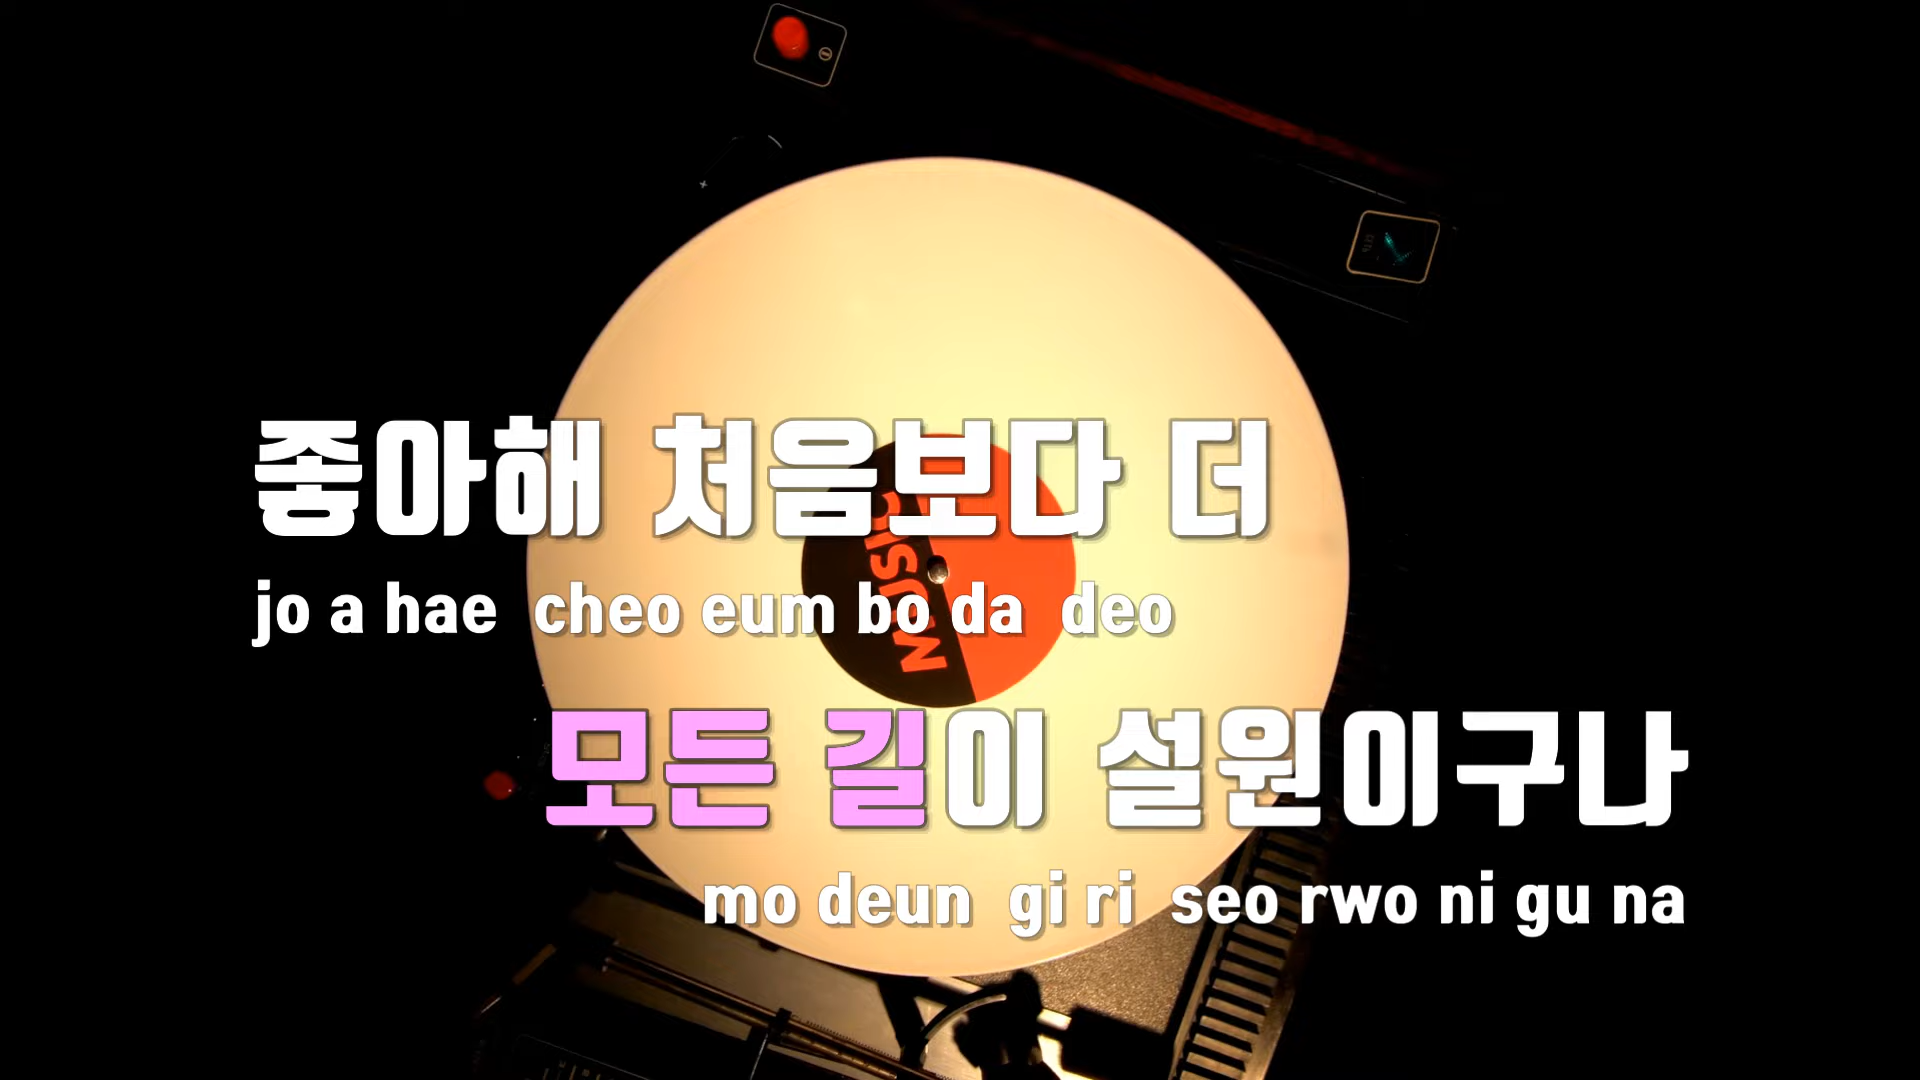 좋아해 처음보다 더
jo a hae cheo eum bo da deo
모든 길이 설원이구나
mo deun gi ri seo rwo ni gu na